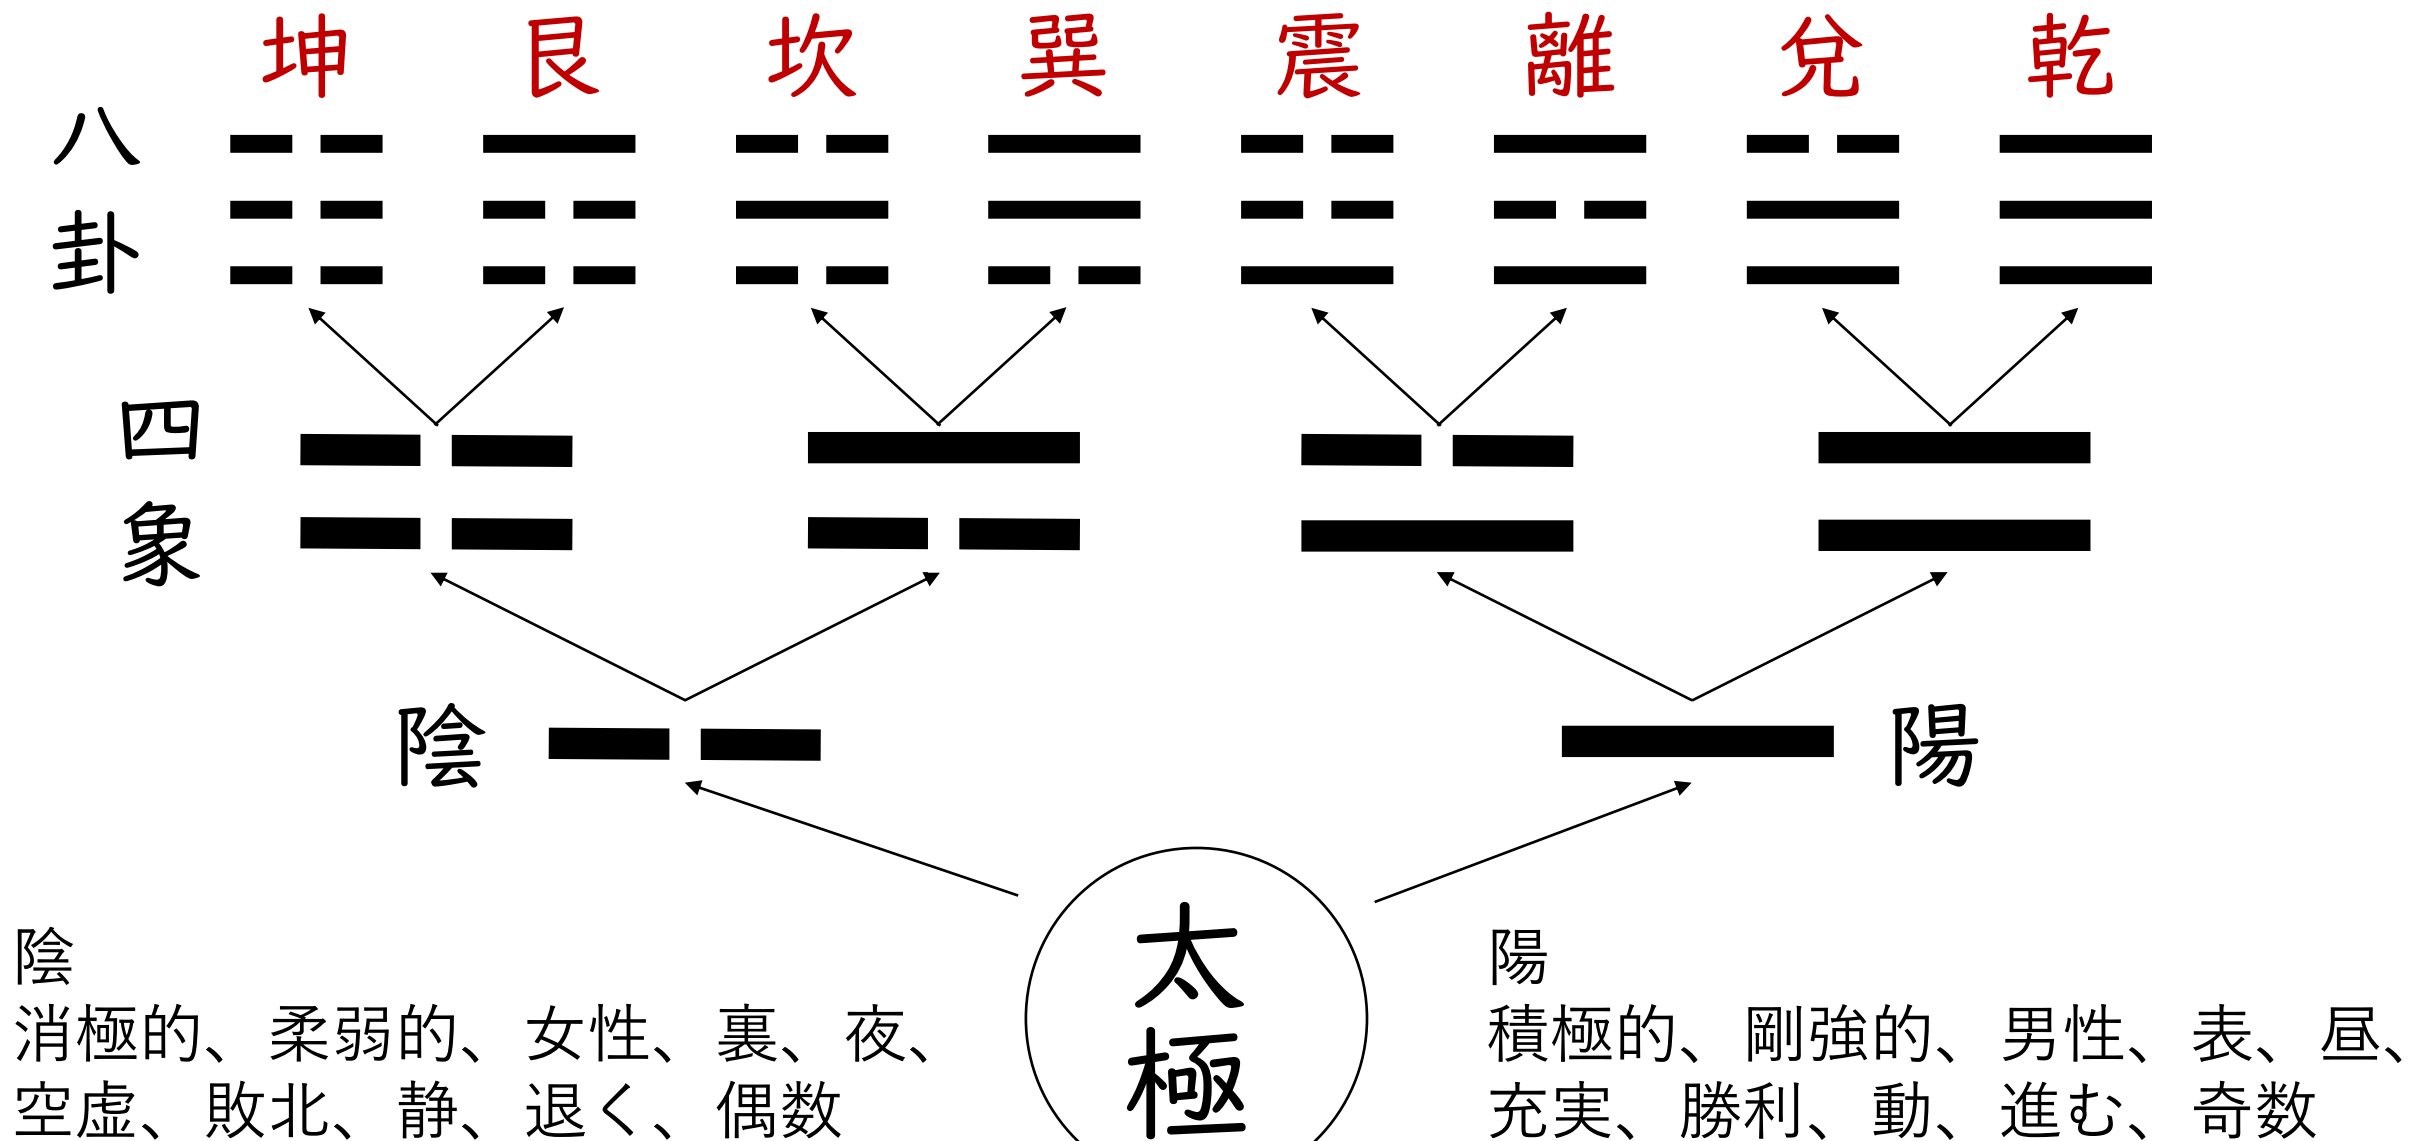 坤 艮 坎 巽 震 離 兌 乾
八卦
四象
陰 陽
太極
陰
消極的、柔弱的、女性、裏、夜、
空虚、敗北、静、退く、偶数
陽
積極的、剛強的、男性、表、昼、
充実、勝利、動、進む、奇数